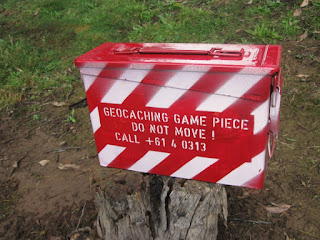 GEOCACHING GAME PIECE
DO NOT MOVE !
CALL +61 4 0313